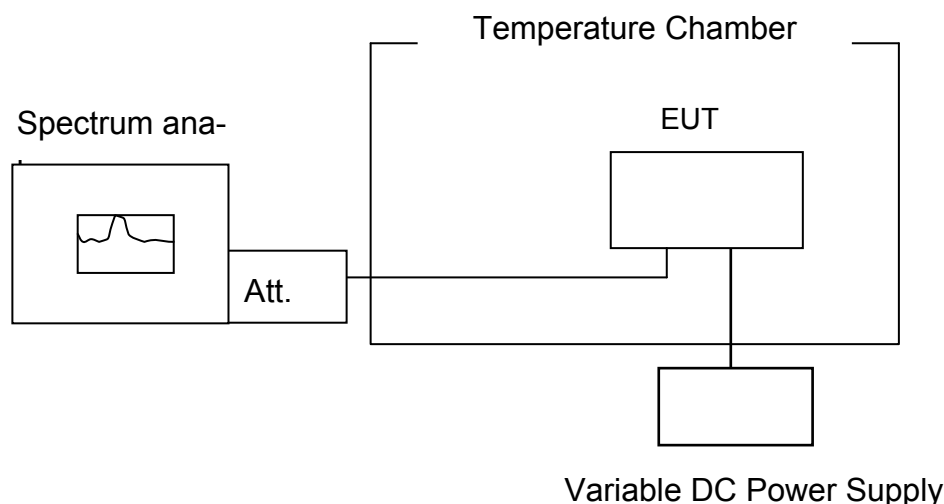 Temperature Chamber
Spectrum ana-
EUT
Att.
Variable DC Power Supply